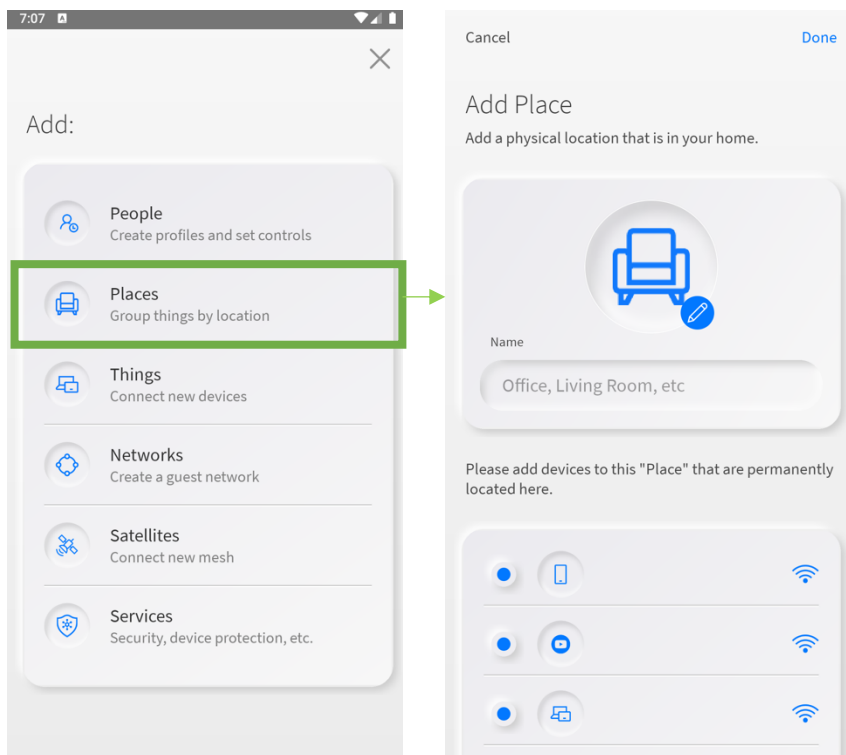 7:07
Add:
People
Create profiles and set controls
Places
Group things by location
Things
Connect new devices
Networks
Create a guest network
Satellites
Connect new mesh
Services
Security, device protection, etc.
Cancel
Done
Add Place
Add a physical location that is in your home.
Name
Office, Living Room, etc
Please add devices to this "Place" that are permanently
located here.